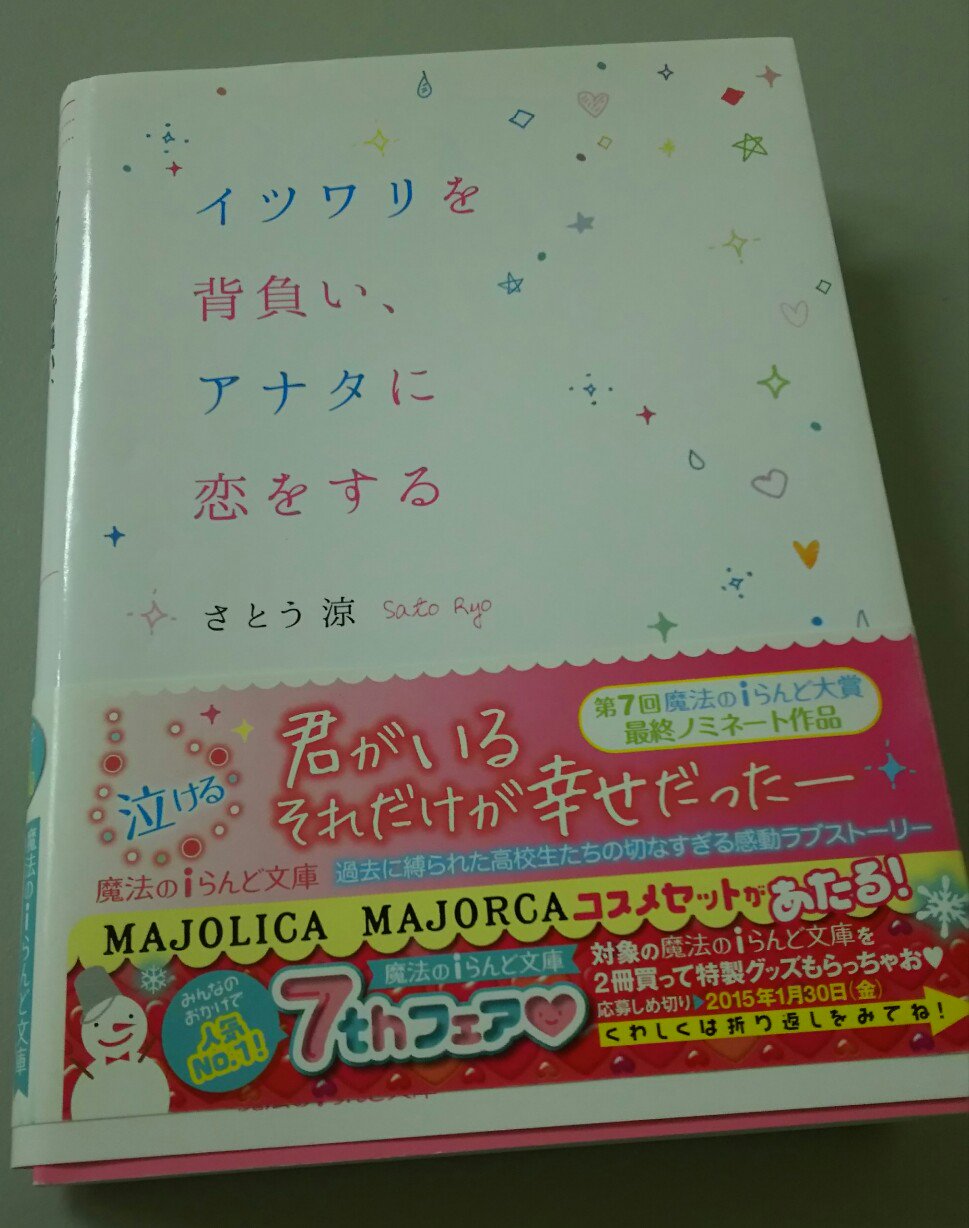 イツワリを
背負い、
アナタに
恋をする
さとう 涼 Sato Ryo
第7回魔法のiらんど大賞
最終ノミネート作品
泣ける
君がいる
それだけが幸せだったー
魔法のiらんど文庫
過去に縛られた高校生たちの切なすぎる感動ラブストーリー
MAJOLICA MAJORCAコスメセットがあたる!
みんなの
おかげで
人気
NO.1!
魔法のiらんど文庫
7thフェア♡
対象の魔法のiらんど文庫を
2冊買って特製グッズもらっちゃお♥
応募しめ切り▶2015年1月30日(金)
くわしくは折り返しをみてね!
魔法のiらんど文庫